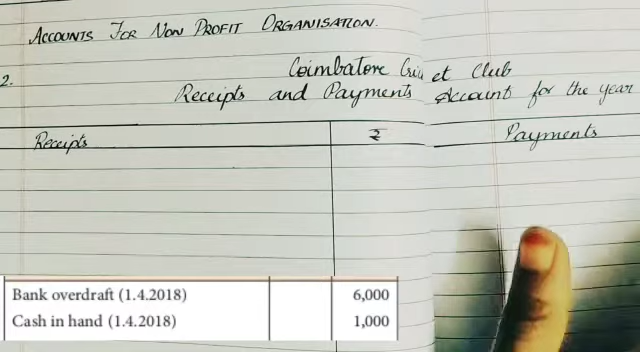 ACCOUNTS FOR NON PROFIT ORGANISATION.
2.
Coimbatore Cricket Club
Receipts and Payments Account for the year
Receipts ₹ Payments
Bank overdraft (1.4.2018) 6,000
Cash in hand (1.4.2018) 1,000